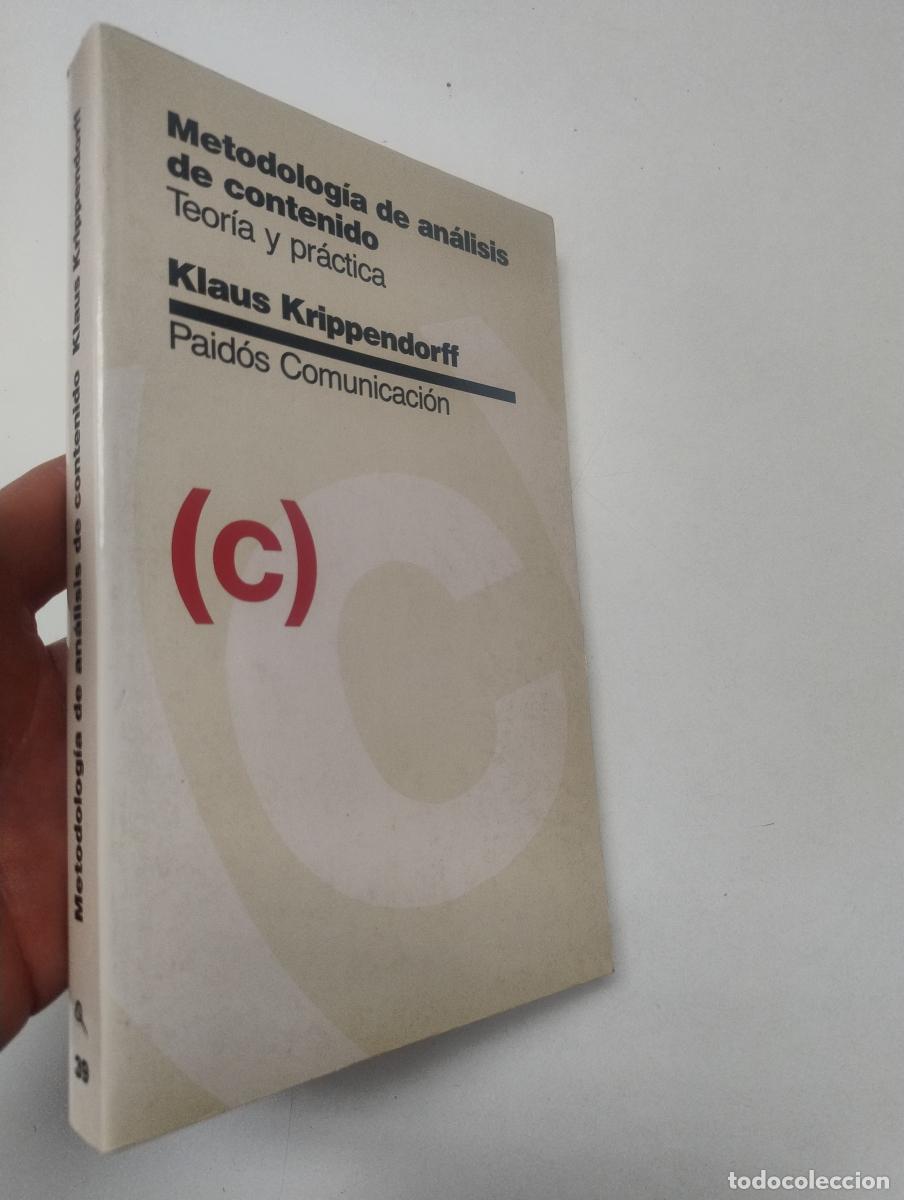 Metodología de análisis
de contenido
Teoría y práctica
Klaus Krippendorff
Paidós Comunicación
(c)
C
Metodología de análisis de contenido Klaus Krippendorff
39
todocoleccion